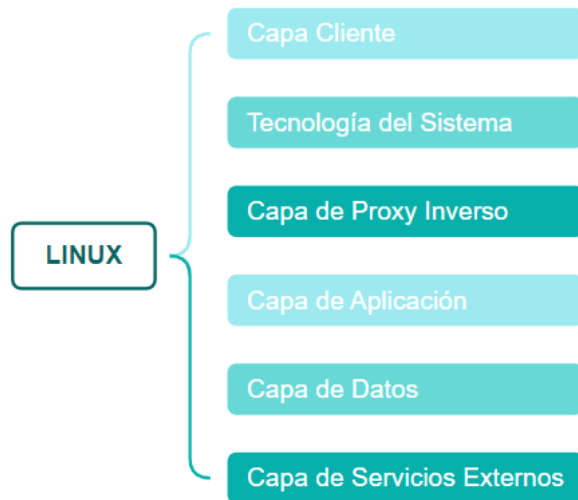 Capa Cliente
Tecnología del Sistema
Capa de Proxy Inverso
LINUX
Capa de Aplicación
Capa de Datos
Capa de Servicios Externos